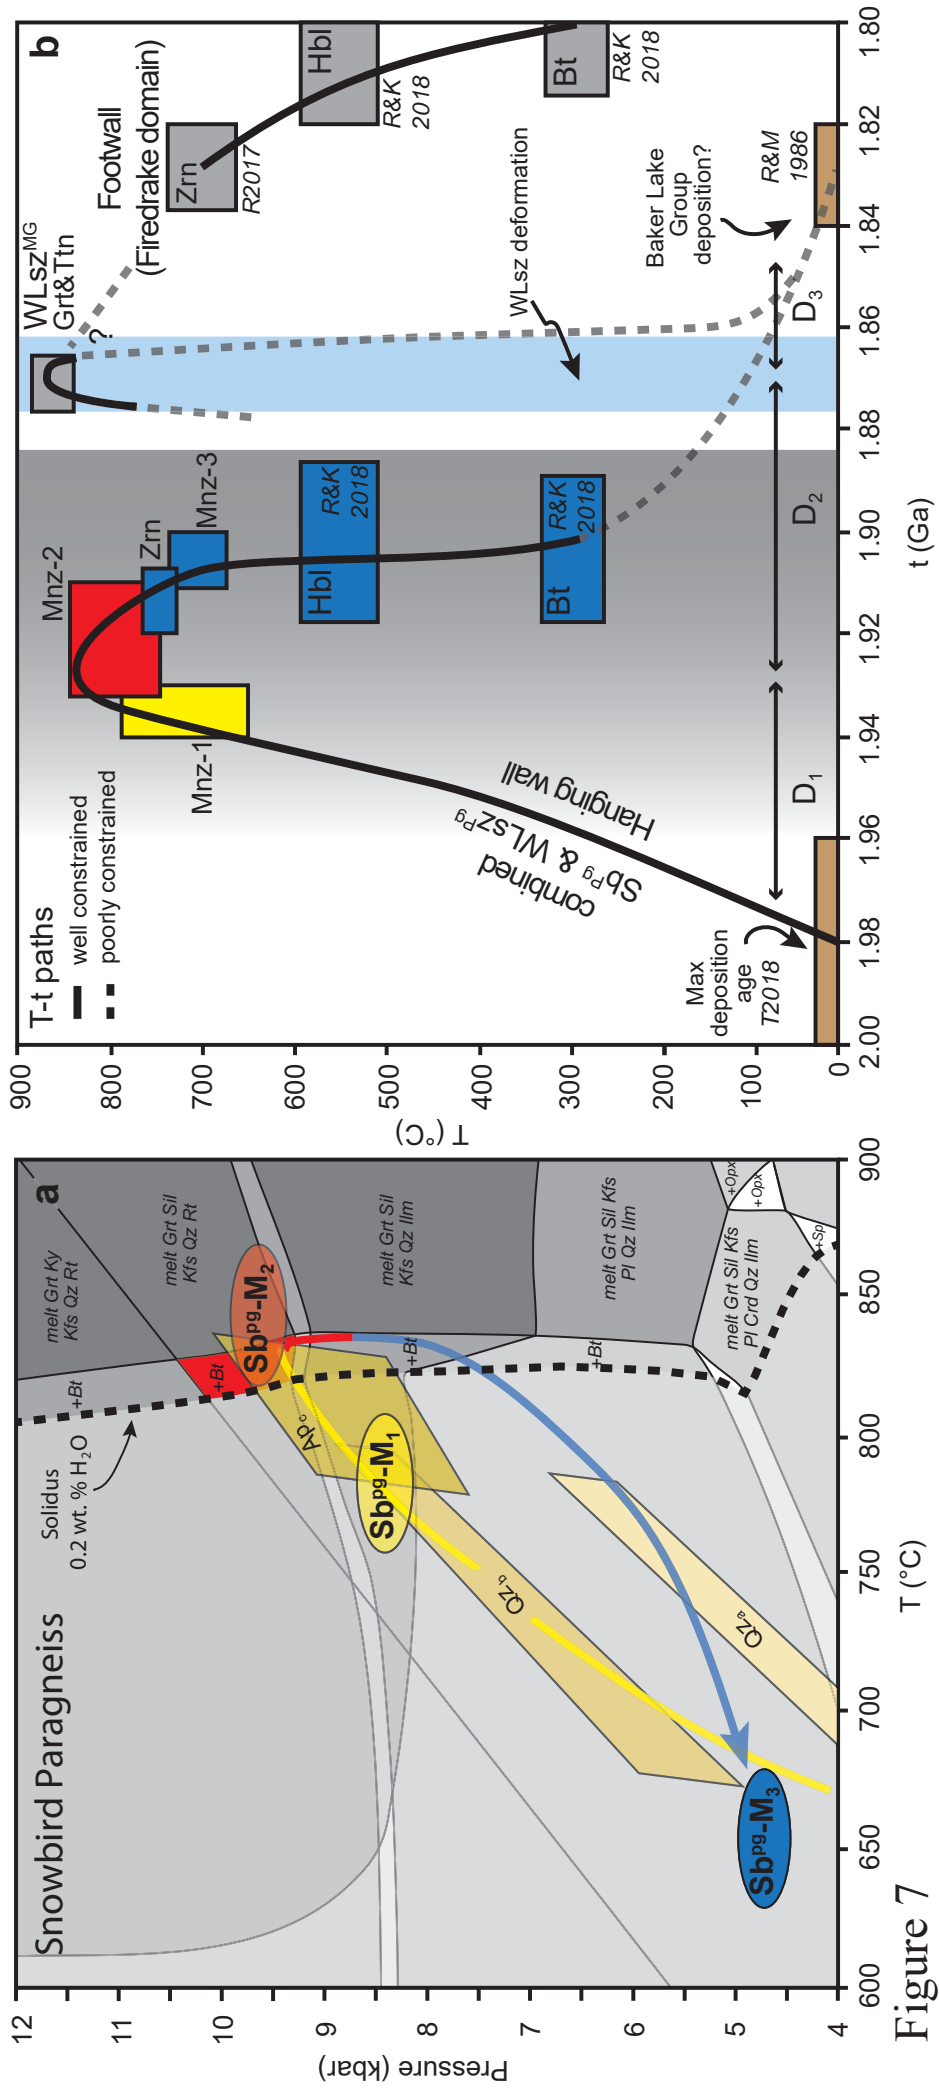 Snowbird Paragneiss
a
Solidus
0.2 wt. % H2O
+Bt
melt Grt Ky
Kfs Qz Rt
melt Grt Sil
Kfs Qz Rt
+Bt
Sbpg-M2
melt Grt Sil
Kfs Qz Ilm
Apc
Sbpg-M1
+Bt
melt Grt Sil Kfs
Pl Qz Ilm
+Bt
Qzb
Qza
melt Grt Sil Kfs
Pl Crd Qz Ilm
+Opx
+Opx
+Sp
Sbpg-M3
Pressure (kbar)
12
10
9
8
7
6
5
4
600
650
700
750
800
850
900
T (°C)
b
T-t paths
well constrained
poorly constrained
Mnz-1
Mnz-2
Zrn
Mnz-3
WLszMG
Grt&Ttn
?
Footwall
(Firedrake domain)
Zrn
R2017
Hbl
R&K
2018
Hbl
R&K
2018
WLsz deformation
Bt
R&K
2018
Bt
R&K
2018
combined
SbPg & WLszPg
Hanging wall
Max
deposition
age
T2018
Baker Lake
Group
deposition?
R&M
1986
D1
D2
D3
T (°C)
900
800
700
600
500
400
300
200
100
0
2.00
1.98
1.96
1.94
1.92
1.90
1.88
1.86
1.84
1.82
1.80
t (Ga)
Figure 7